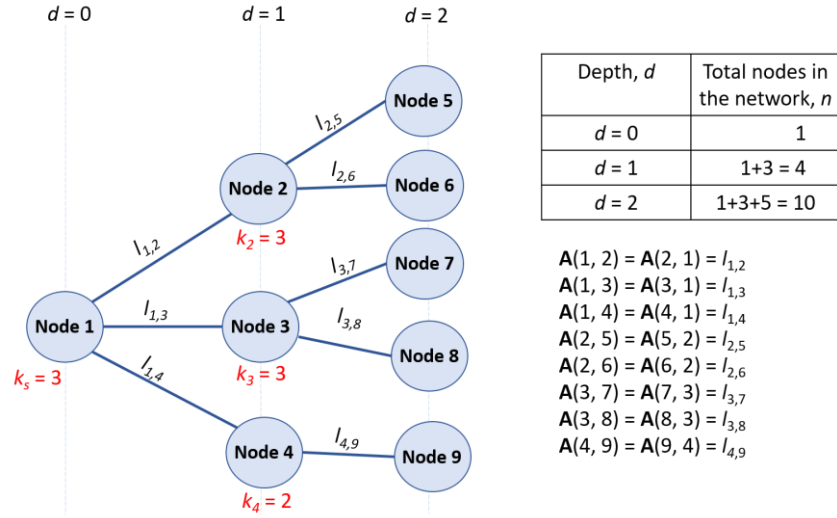 d = 0
d = 1
d = 2
Node 5
l2,5
Node 2
l2,6
Node 6
k2 = 3
l1,2
Node 7
l3,7
Node 1
l1,3
Node 3
l3,8
Node 8
ks = 3
k3 = 3
l1,4
Node 4
l4,9
Node 9
k4 = 2
Depth, d
Total nodes in
the network, n
d = 0
1
d = 1
1+3 = 4
d = 2
1+3+5 = 10
A(1, 2) = A(2, 1) = l1,2
A(1, 3) = A(3, 1) = l1,3
A(1, 4) = A(4, 1) = l1,4
A(2, 5) = A(5, 2) = l2,5
A(2, 6) = A(6, 2) = l2,6
A(3, 7) = A(7, 3) = l3,7
A(3, 8) = A(8, 3) = l3,8
A(4, 9) = A(9, 4) = l4,9